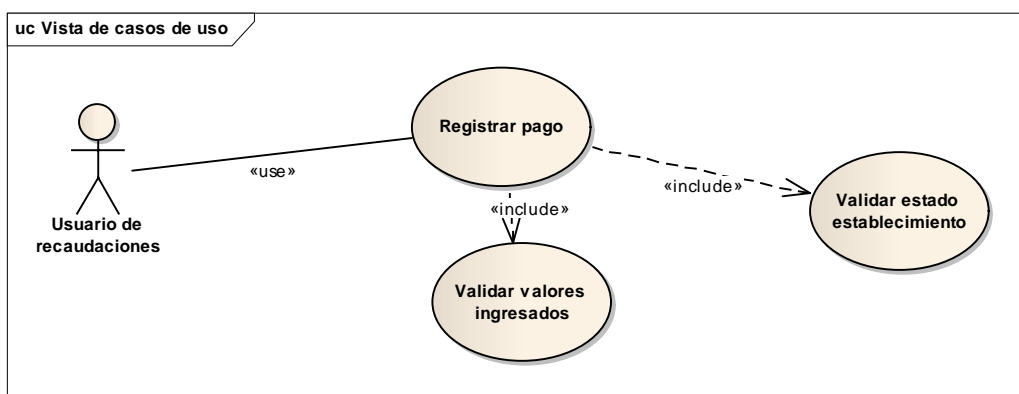 uc Vista de casos de uso
Registrar pago
«use»
«include»
Validar estado
establecimiento
Usuario de
recaudaciones
«include»
Validar valores
ingresados